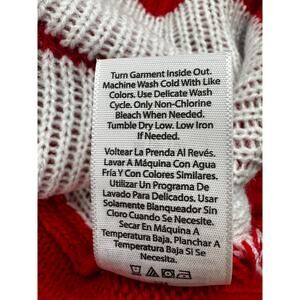 Turn Garment Inside Out.
Machine Wash Cold With Like
Colors. Use Delicate Wash
Cycle. Only Non-Chlorine
Bleach When Needed.
Tumble Dry Low. Low Iron
If Needed.
Voltear La Prenda Al Revés.
Lavar A Máquina Con Agua
Fría Y Con Colores Similares.
Utilizar Un Programa De
Lavado Para Delicados. Usar
Solamente Blanqueador Sin
Cloro Cuando Se Necesite.
Secar En Máquina A
Temperatura Baja, Planchar A
Temperatura Baja Si Se
Necesita.